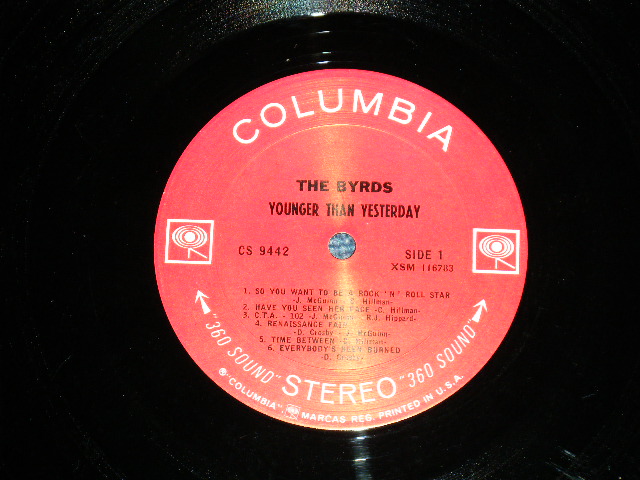 COLUMBIA
THE BYRDS
YOUNGER THAN YESTERDAY
CS 9442
SIDE 1
XSM 116783
1. SO YOU WANT TO BE A ROCK 'N' ROLL STAR
-J. McGuinn - C. Hillman-
2. HAVE YOU SEEN HER FACE -C. Hillman-
3. C.T.A. - 102 -J. McGuinn - R.J. Hippard-
4. RENAISSANCE FAIR
-D. Crosby - J. McGuinn-
5. TIME BETWEEN -C. Hillman-
6. EVERYBODY'S BEEN BURNED
-D. Crosby-
"360 SOUND" STEREO "360 SOUND"
® "COLUMBIA", MARCAS REG. PRINTED IN U.S.A.